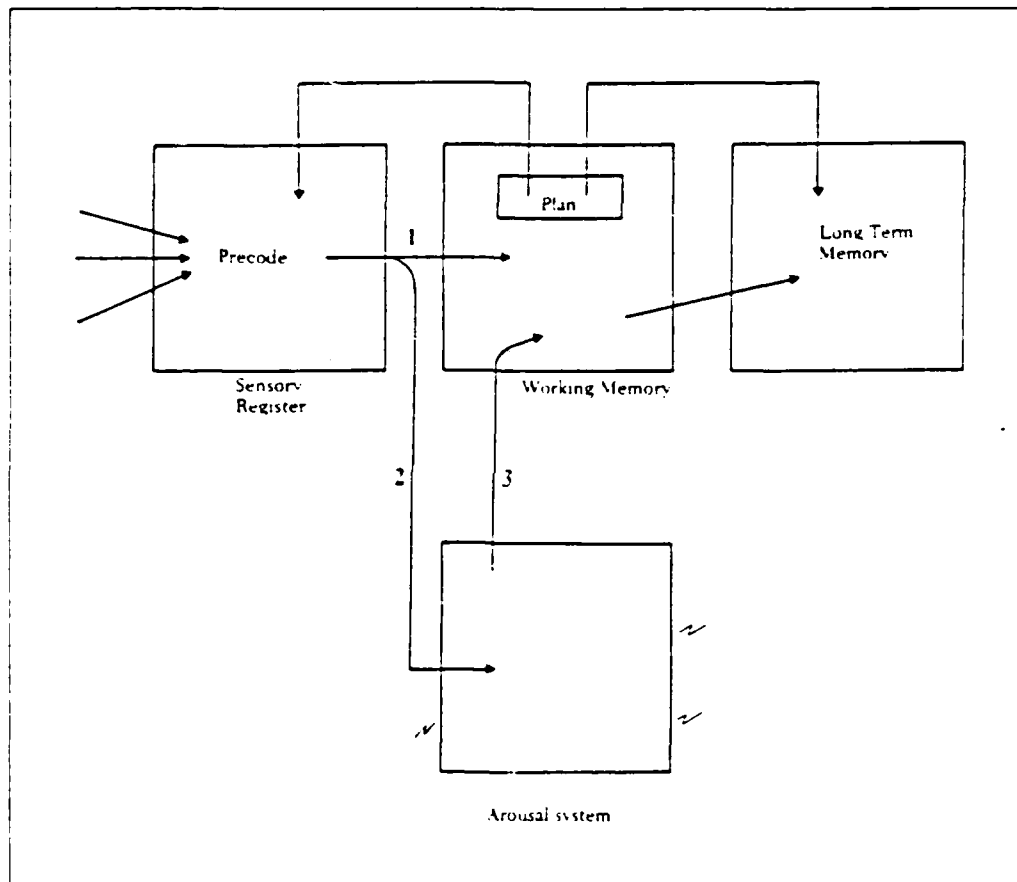 Plan
1
Precode
Long Term
Memory
Sensory
Register
Working Memory
2
3
Arousal system